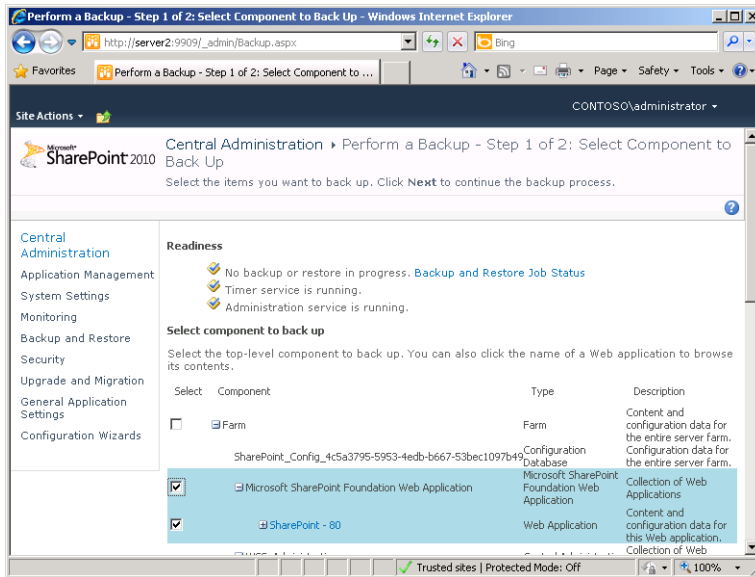 Perform a Backup - Step 1 of 2: Select Component to Back Up - Windows Internet Explorer
http://server2:9909/_admin/Backup.aspx
Bing
Favorites
Perform a Backup - Step 1 of 2: Select Component to ...
Page
Safety
Tools
Site Actions
CONTOSO\administrator
Microsoft
SharePoint 2010
Central Administration
Perform a Backup - Step 1 of 2: Select Component to
Back Up
Select the items you want to back up. Click Next to continue the backup process.
Central
Administration
Application Management
System Settings
Monitoring
Backup and Restore
Security
Upgrade and Migration
General Application
Settings
Configuration Wizards
Readiness
No backup or restore in progress. Backup and Restore Job Status
Timer service is running.
Administration service is running.
Select component to back up
Select the top-level component to back up. You can also click the name of a Web application to browse
its contents.
Select Component Type Description
Farm
Farm
Content and
configuration data for
the entire server farm.
SharePoint_Config_4c5a3795-5953-4edb-b667-53bec1097b49
Configuration
Database
Configuration data for
the entire server farm.
Microsoft SharePoint Foundation Web Application
Microsoft SharePoint
Foundation Web
Application
Collection of Web
Applications
SharePoint - 80
Web Application
Content and
configuration data for
this Web application.
Collection of Web
Trusted sites | Protected Mode: Off
100%